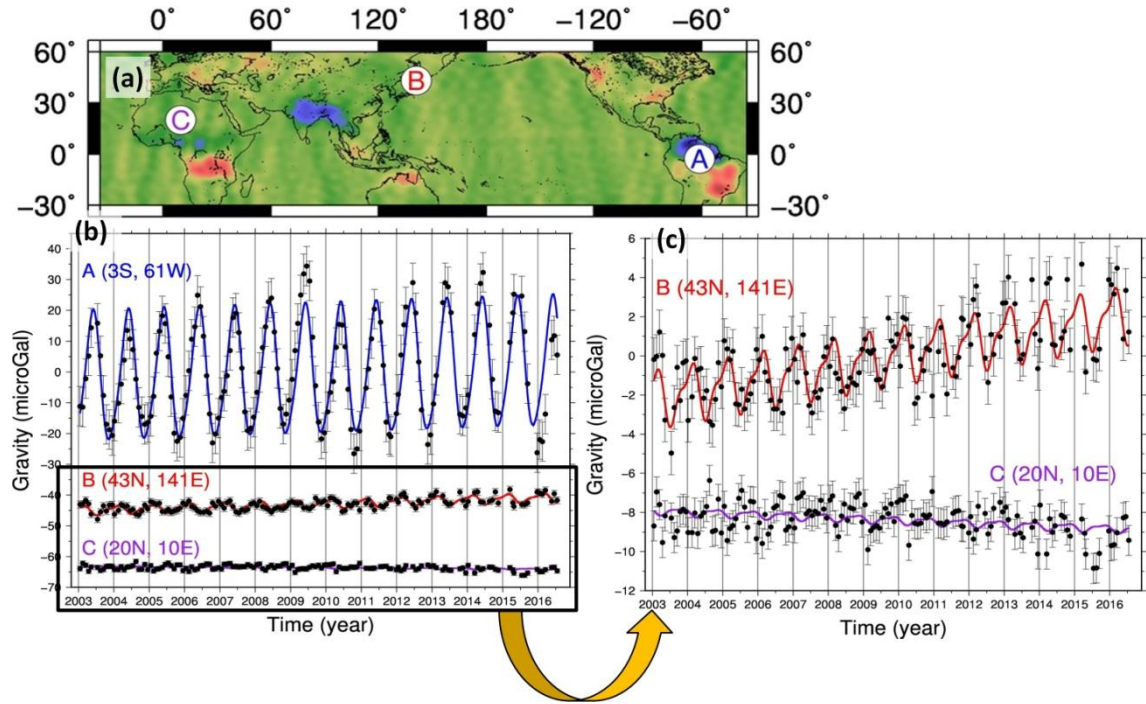 0° 60° 120° 180° −120° −60°
60° 60°
30° 30°
0° 0°
−30° −30°
(a)
A
B
C
(b)
45
40
30
20
10
0
−10
−20
−30
−40
−50
−60
−70
Gravity (microGal)
A (3S, 61W)
B (43N, 141E)
C (20N, 10E)
2003 2004 2005 2006 2007 2008 2009 2010 2011 2012 2013 2014 2015 2016
Time (year)
(c)
6
4
2
0
−2
−4
−6
−8
−10
−12
Gravity (microGal)
B (43N, 141E)
C (20N, 10E)
2003 2004 2005 2006 2007 2008 2009 2010 2011 2012 2013 2014 2015 2016
Time (year)